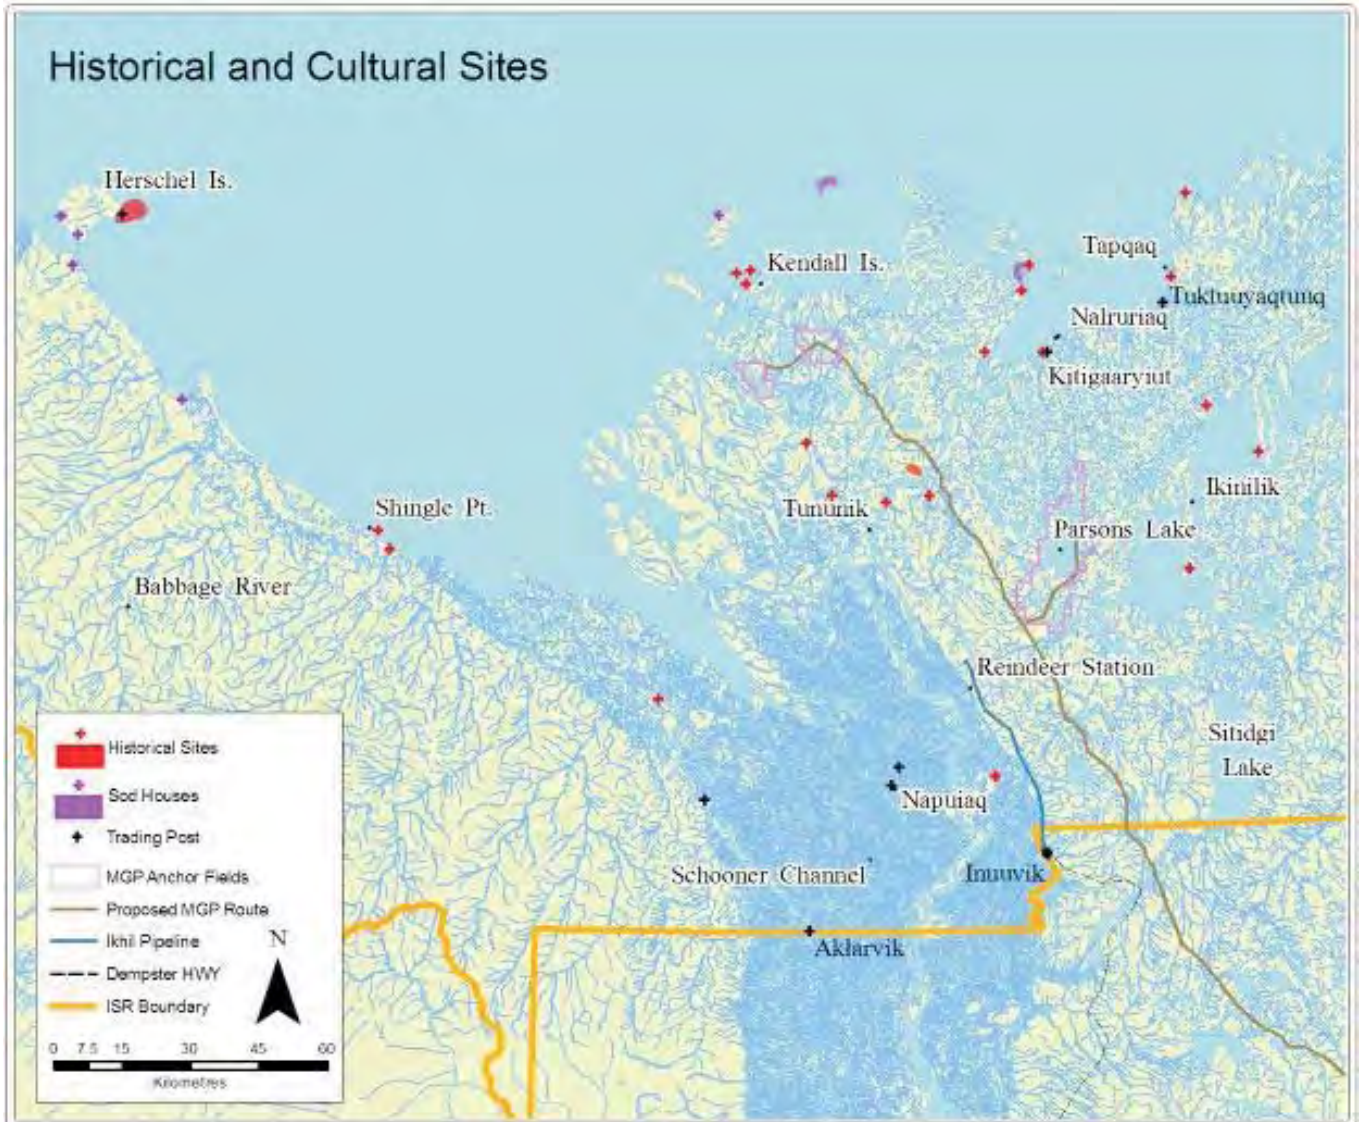 Historical and Cultural Sites
Herschel Is.
Kendall Is.
Tapqaq
Tuktuuyaqtunq
Nalruriaq
Kitigaaryiut
Ikinilik
Shingle Pt.
Tununik
Parsons Lake
Babbage River
Reindeer Station
Sitidgi
Lake
Napuiaq
Schooner Channel
Inuuvik
Aklarvik
Historical Sites
Sod Houses
Trading Post
MGP Anchor Fields
Proposed MGP Route
Ikhil Pipeline
Dempster HWY
ISR Boundary
N
0 7.5 15 30 45 60
Kilometres